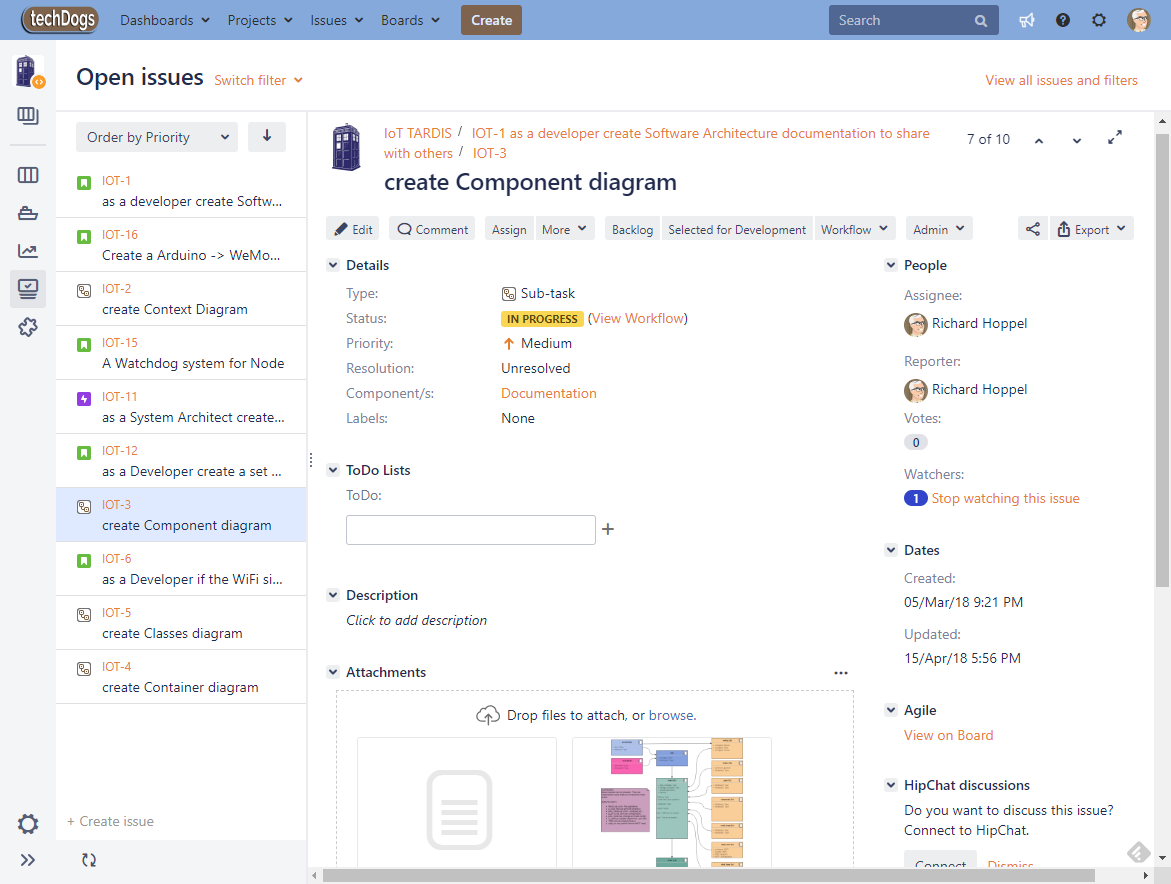 techDogs Dashboards Projects Issues Boards Create Search
Open issues Switch filter View all issues and filters
Order by Priority
IOT-1
as a developer create Softw...
IOT-16
Create a Arduino -> WeMo...
IOT-2
create Context Diagram
IOT-15
A Watchdog system for Node
IOT-11
as a System Architect create...
IOT-12
as a Developer create a set ...
IOT-3
create Component diagram
IOT-6
as a Developer if the WiFi si...
IOT-5
create Classes diagram
IOT-4
create Container diagram
+ Create issue
IoT TARDIS / IOT-1 as a developer create Software Architecture documentation to share
with others / IOT-3
7 of 10
create Component diagram
Edit Comment Assign More Backlog Selected for Development Workflow Admin Export
Details
Type: Sub-task
Status: IN PROGRESS (View Workflow)
Priority: Medium
Resolution: Unresolved
Component/s: Documentation
Labels: None
ToDo Lists
ToDo:
Description
Click to add description
Attachments
Drop files to attach, or browse.
People
Assignee:
Richard Hoppel
Reporter:
Richard Hoppel
Votes:
0
Watchers:
1 Stop watching this issue
Dates
Created:
05/Mar/18 9:21 PM
Updated:
15/Apr/18 5:56 PM
Agile
View on Board
HipChat discussions
Do you want to discuss this issue?
Connect to HipChat.
Connect Dismiss